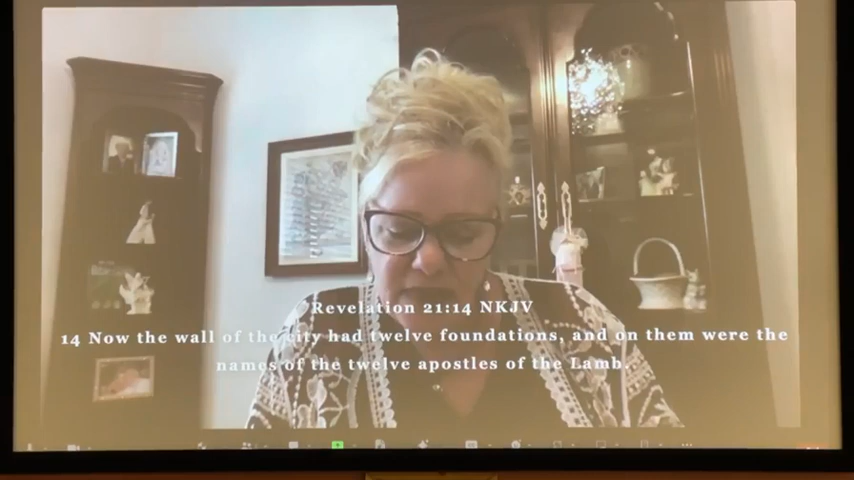 Revelation 21:14 NKJV
14 Now the wall of the city had twelve foundations, and on them were the
names of the twelve apostles of the Lamb.